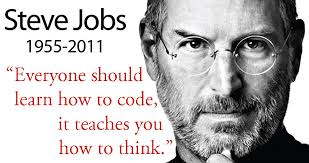 Steve Jobs
1955-2011
“Everyone should
learn how to code,
it teaches you
how to think.”